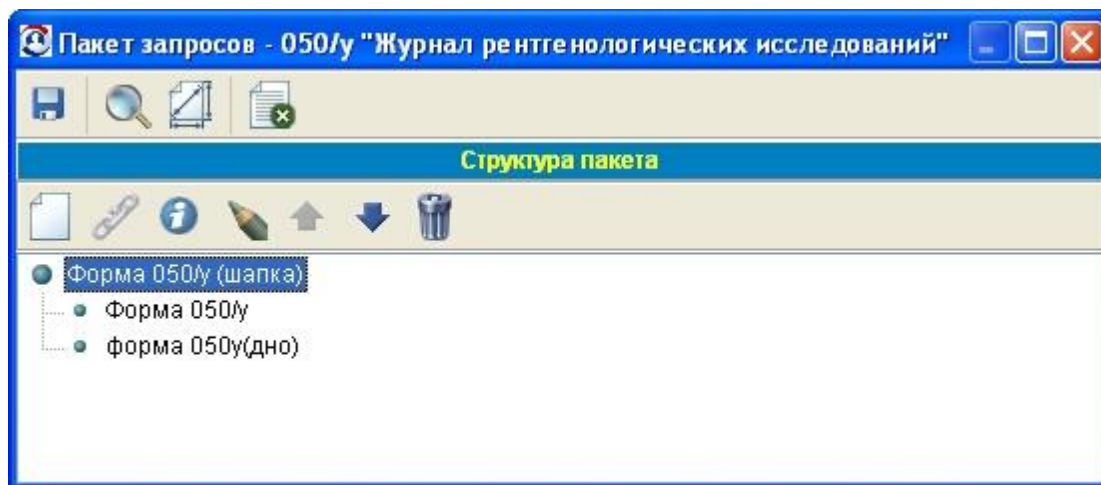 Пакет запросов - 050/у "Журнал рентгенологических исследований"
Структура пакета
Форма 050/у (шапка)
Форма 050/у
форма 050у(дно)